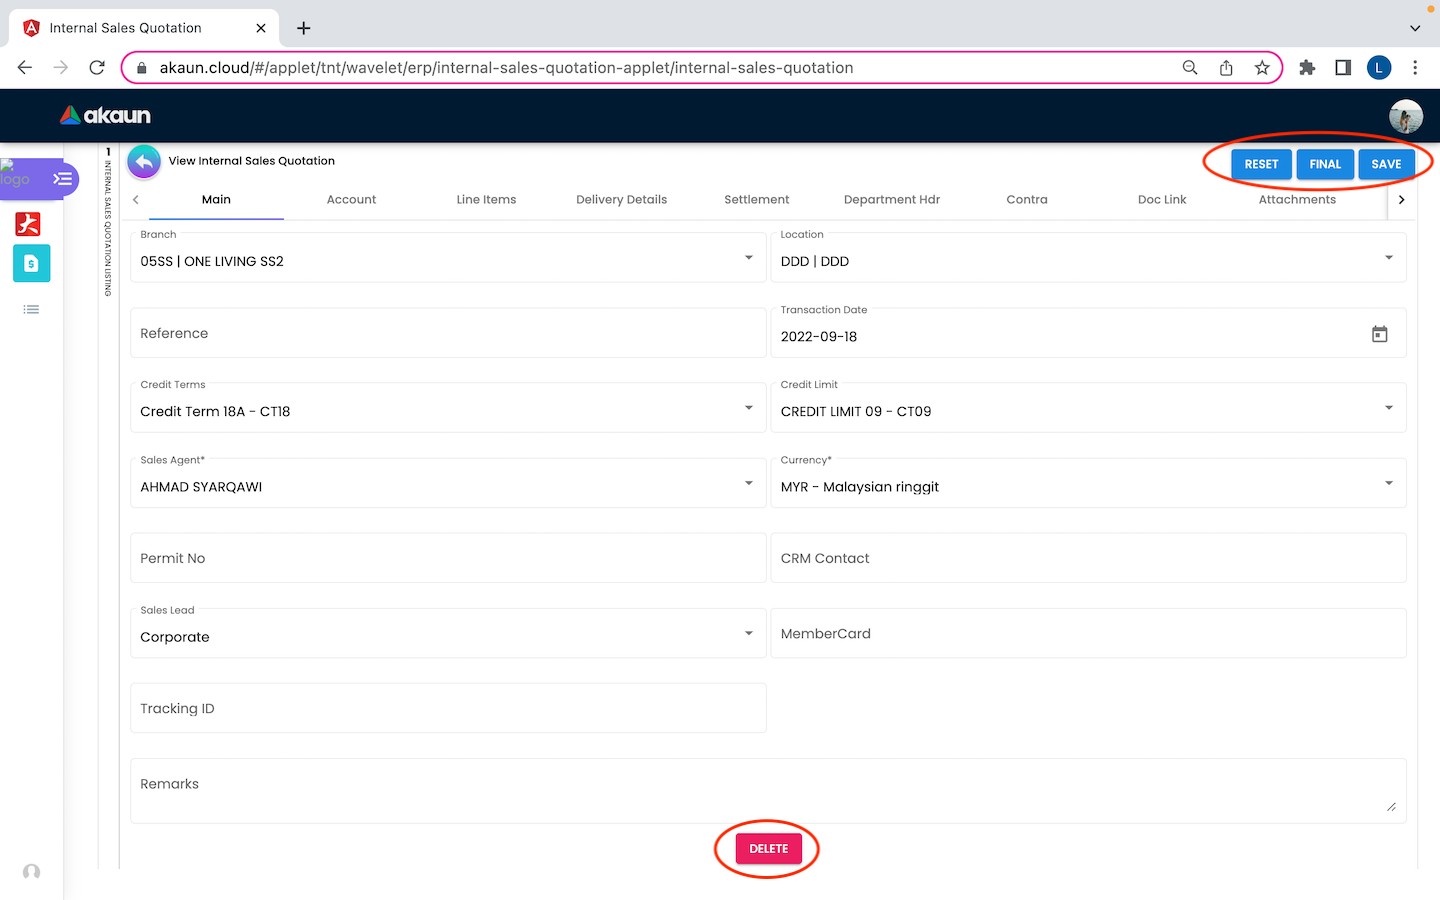 Internal Sales Quotation
akaun.cloud/#/applet/tnt/wavelet/erp/internal-sales-quotation-applet/internal-sales-quotation
L
akaun
logo
1
INTERNAL SALES QUOTATION LISTING
View Internal Sales Quotation
RESET FINAL SAVE
Main Account Line Items Delivery Details Settlement Department Hdr Contra Doc Link Attachments
Branch Location
05SS | ONE LIVING SS2 DDD | DDD
Transaction Date
Reference 2022-09-18
Credit Terms Credit Limit
Credit Term 18A - CT18 CREDIT LIMIT 09 - CT09
Sales Agent* Currency*
AHMAD SYARQAWI MYR - Malaysian ringgit
Permit No CRM Contact
Sales Lead
Corporate MemberCard
Tracking ID
Remarks
DELETE